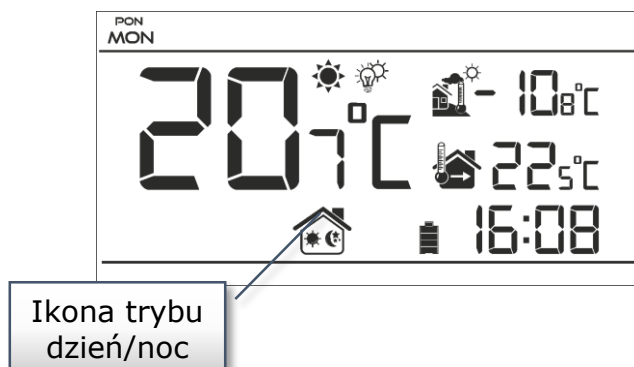 PON
MON
20.7°C
-10.8°C
22.5°C
16:08
Ikona trybu
dzień/noc